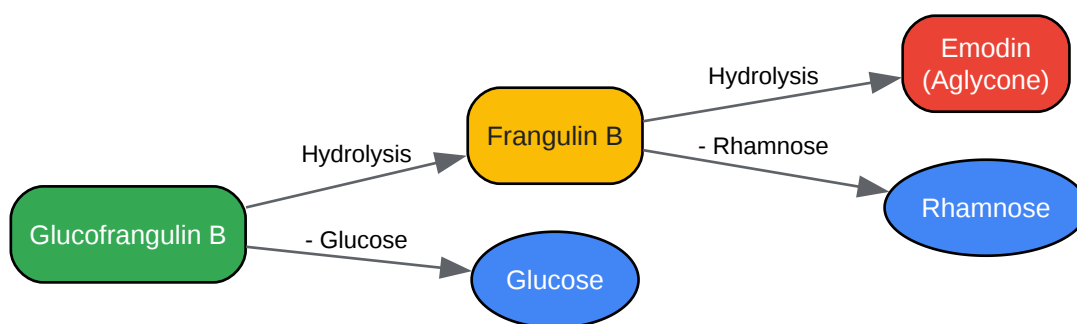 Glucofrangulin B
Hydrolysis
- Glucose
Frangulin B
Glucose
Hydrolysis
- Rhamnose
Emodin
(Aglycone)
Rhamnose